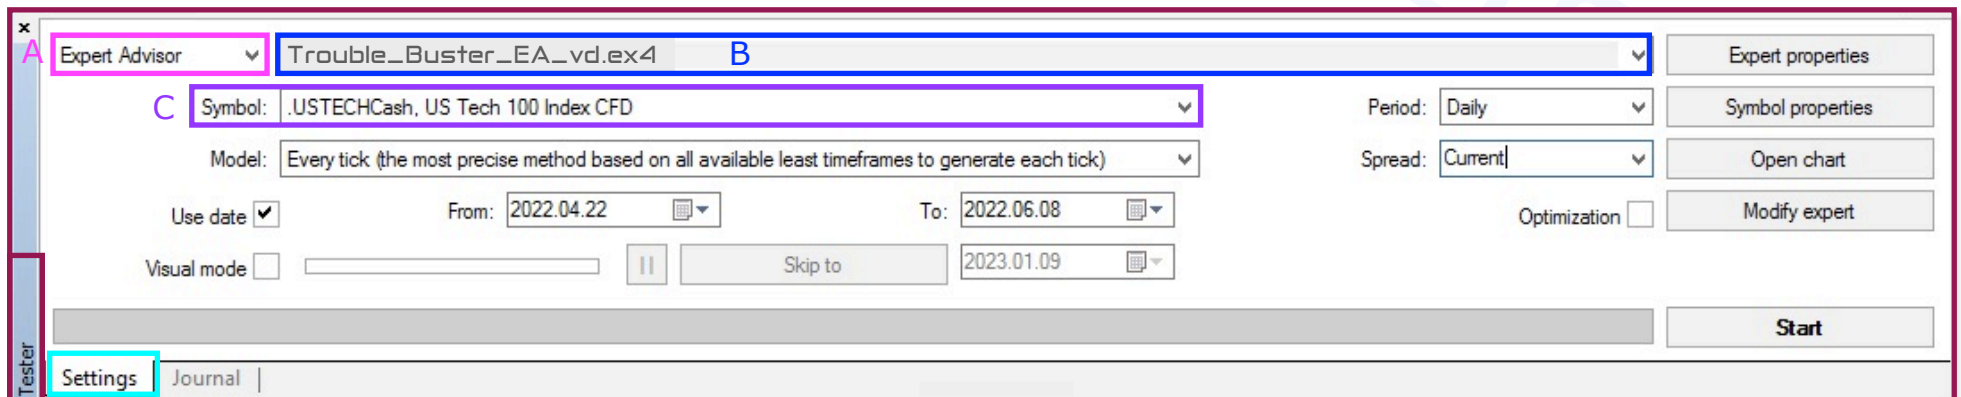 ×
A Expert Advisor Trouble_Buster_EA_vd.ex4 B Expert properties
C Symbol: .USTECHCash, US Tech 100 Index CFD Period: Daily Symbol properties
Model: Every tick (the most precise method based on all available least timeframes to generate each tick) Spread: Current Open chart
Use date From: 2022.04.22 To: 2022.06.08 Optimization Modify expert
Visual mode Skip to 2023.01.09
Start
Tester
Settings Journal